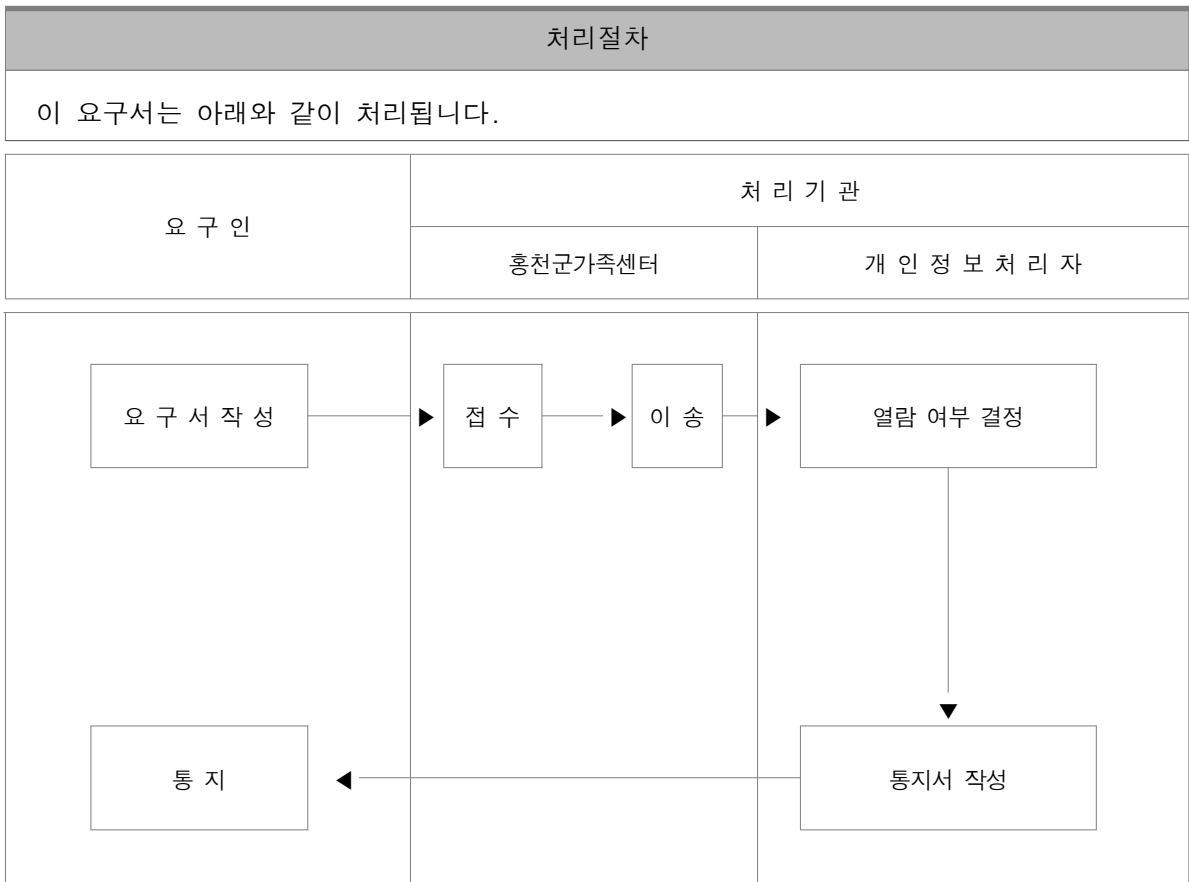 처리절차
이 요구서는 아래와 같이 처리됩니다.
요 구 인
처 리 기 관
홍천군가족센터
개 인 정 보 처 리 자
요 구 서 작 성
접 수
이 송
열람 여부 결정
통 지
통지서 작성